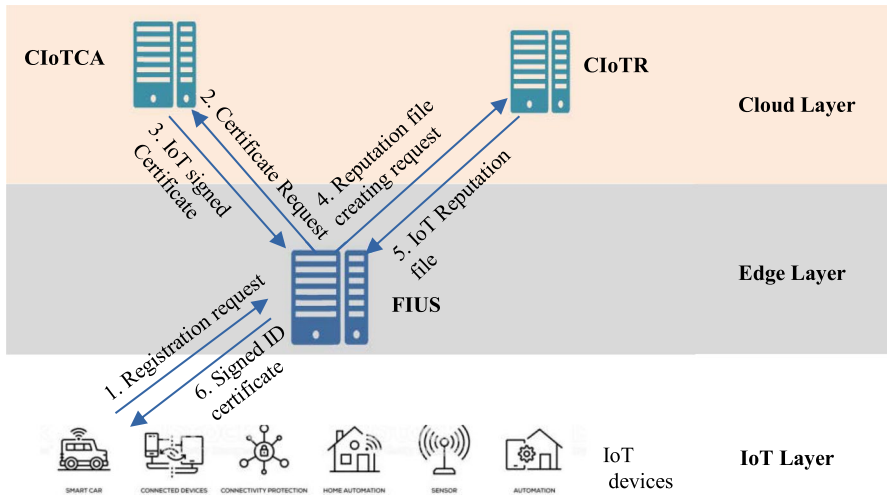 CIoTCA
CIoTR
Cloud Layer
2. Certificate Request
3. IoT signed
Certificate
4. Reputation file
creating request
5. IoT Reputation
file
Edge Layer
FIUS
1. Registration request
6. Signed ID
certificate
SMART CAR
CONNECTED DEVICES
CONNECTIVITY PROTECTION
HOME AUTOMATION
SENSOR
AUTOMATION
IoT
devices
IoT Layer